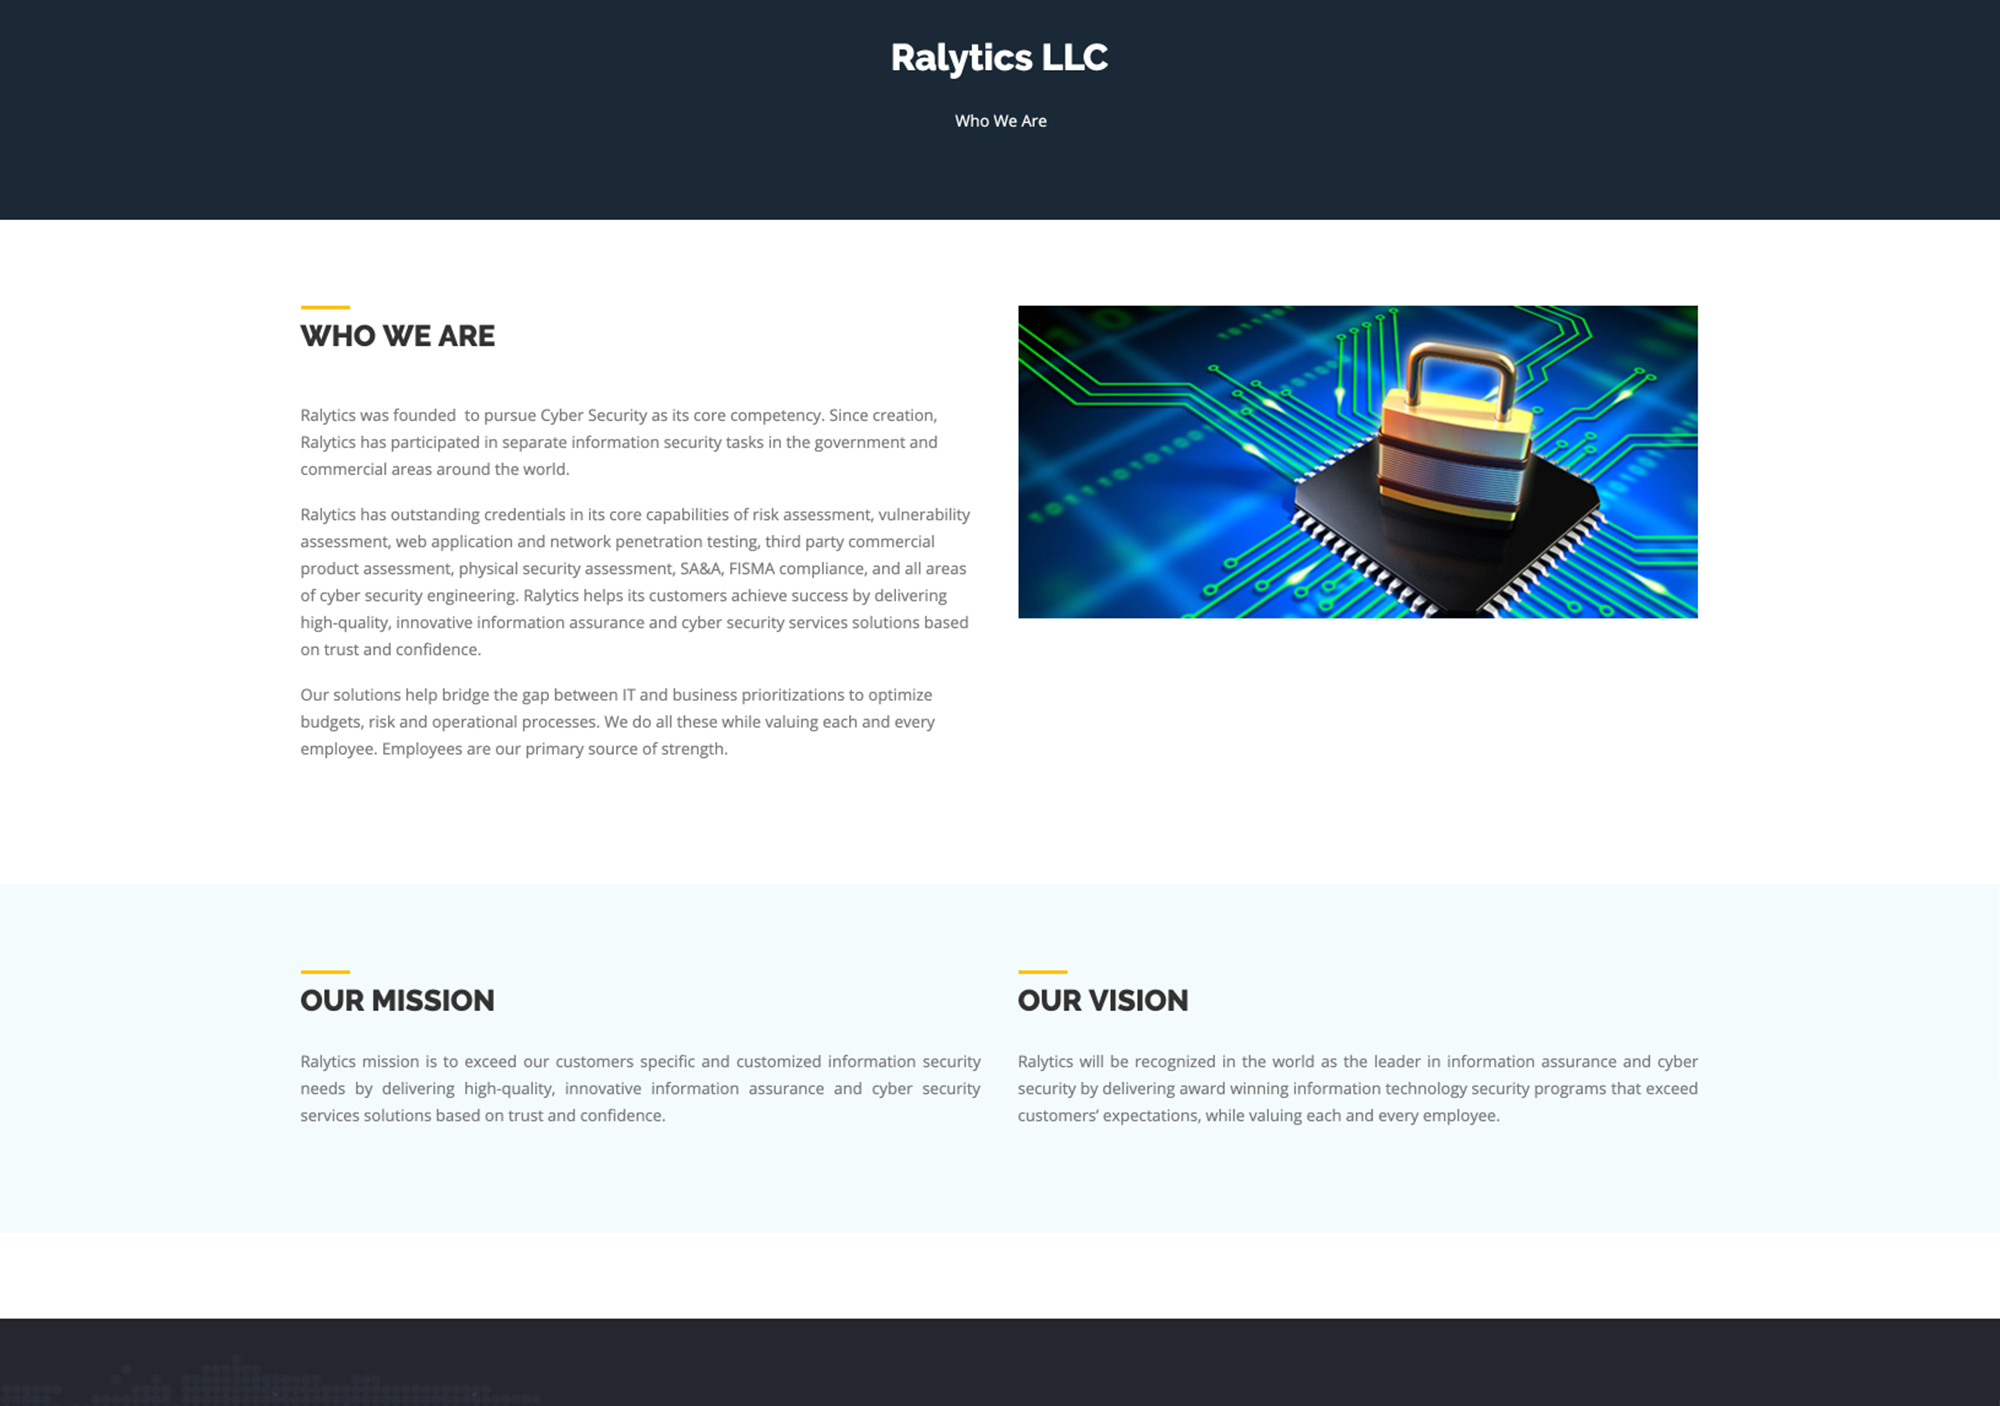 Ralytics LLC
Who We Are
WHO WE ARE
Ralytics was founded  to pursue Cyber Security as its core competency. Since creation,
Ralytics has participated in separate information security tasks in the government and
commercial areas around the world.
Ralytics has outstanding credentials in its core capabilities of risk assessment, vulnerability
assessment, web application and network penetration testing, third party commercial
product assessment, physical security assessment, SA&A, FISMA compliance, and all areas
of cyber security engineering. Ralytics helps its customers achieve success by delivering
high-quality, innovative information assurance and cyber security services solutions based
on trust and confidence.
Our solutions help bridge the gap between IT and business prioritizations to optimize
budgets, risk and operational processes. We do all these while valuing each and every
employee. Employees are our primary source of strength.
OUR MISSION
Ralytics mission is to exceed our customers specific and customized information security
needs by delivering high-quality, innovative information assurance and cyber security
services solutions based on trust and confidence.
OUR VISION
Ralytics will be recognized in the world as the leader in information assurance and cyber
security by delivering award winning information technology security programs that exceed
customers’ expectations, while valuing each and every employee.